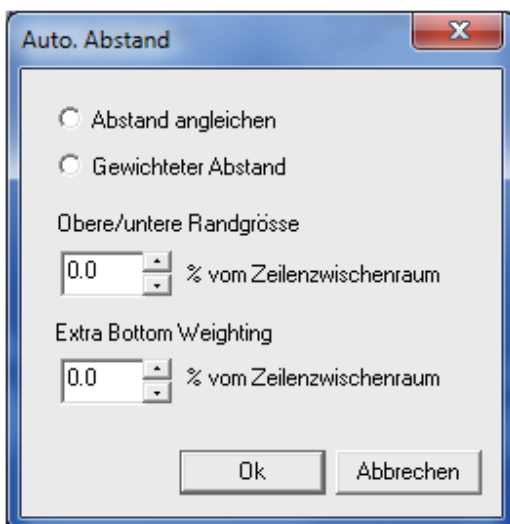 Auto. Abstand
Abstand angleichen
Gewichteter Abstand
Obere/untere Randgrösse
0.0 % vom Zeilenzwischenraum
Extra Bottom Weighting
0.0 % vom Zeilenzwischenraum
Ok Abbrechen